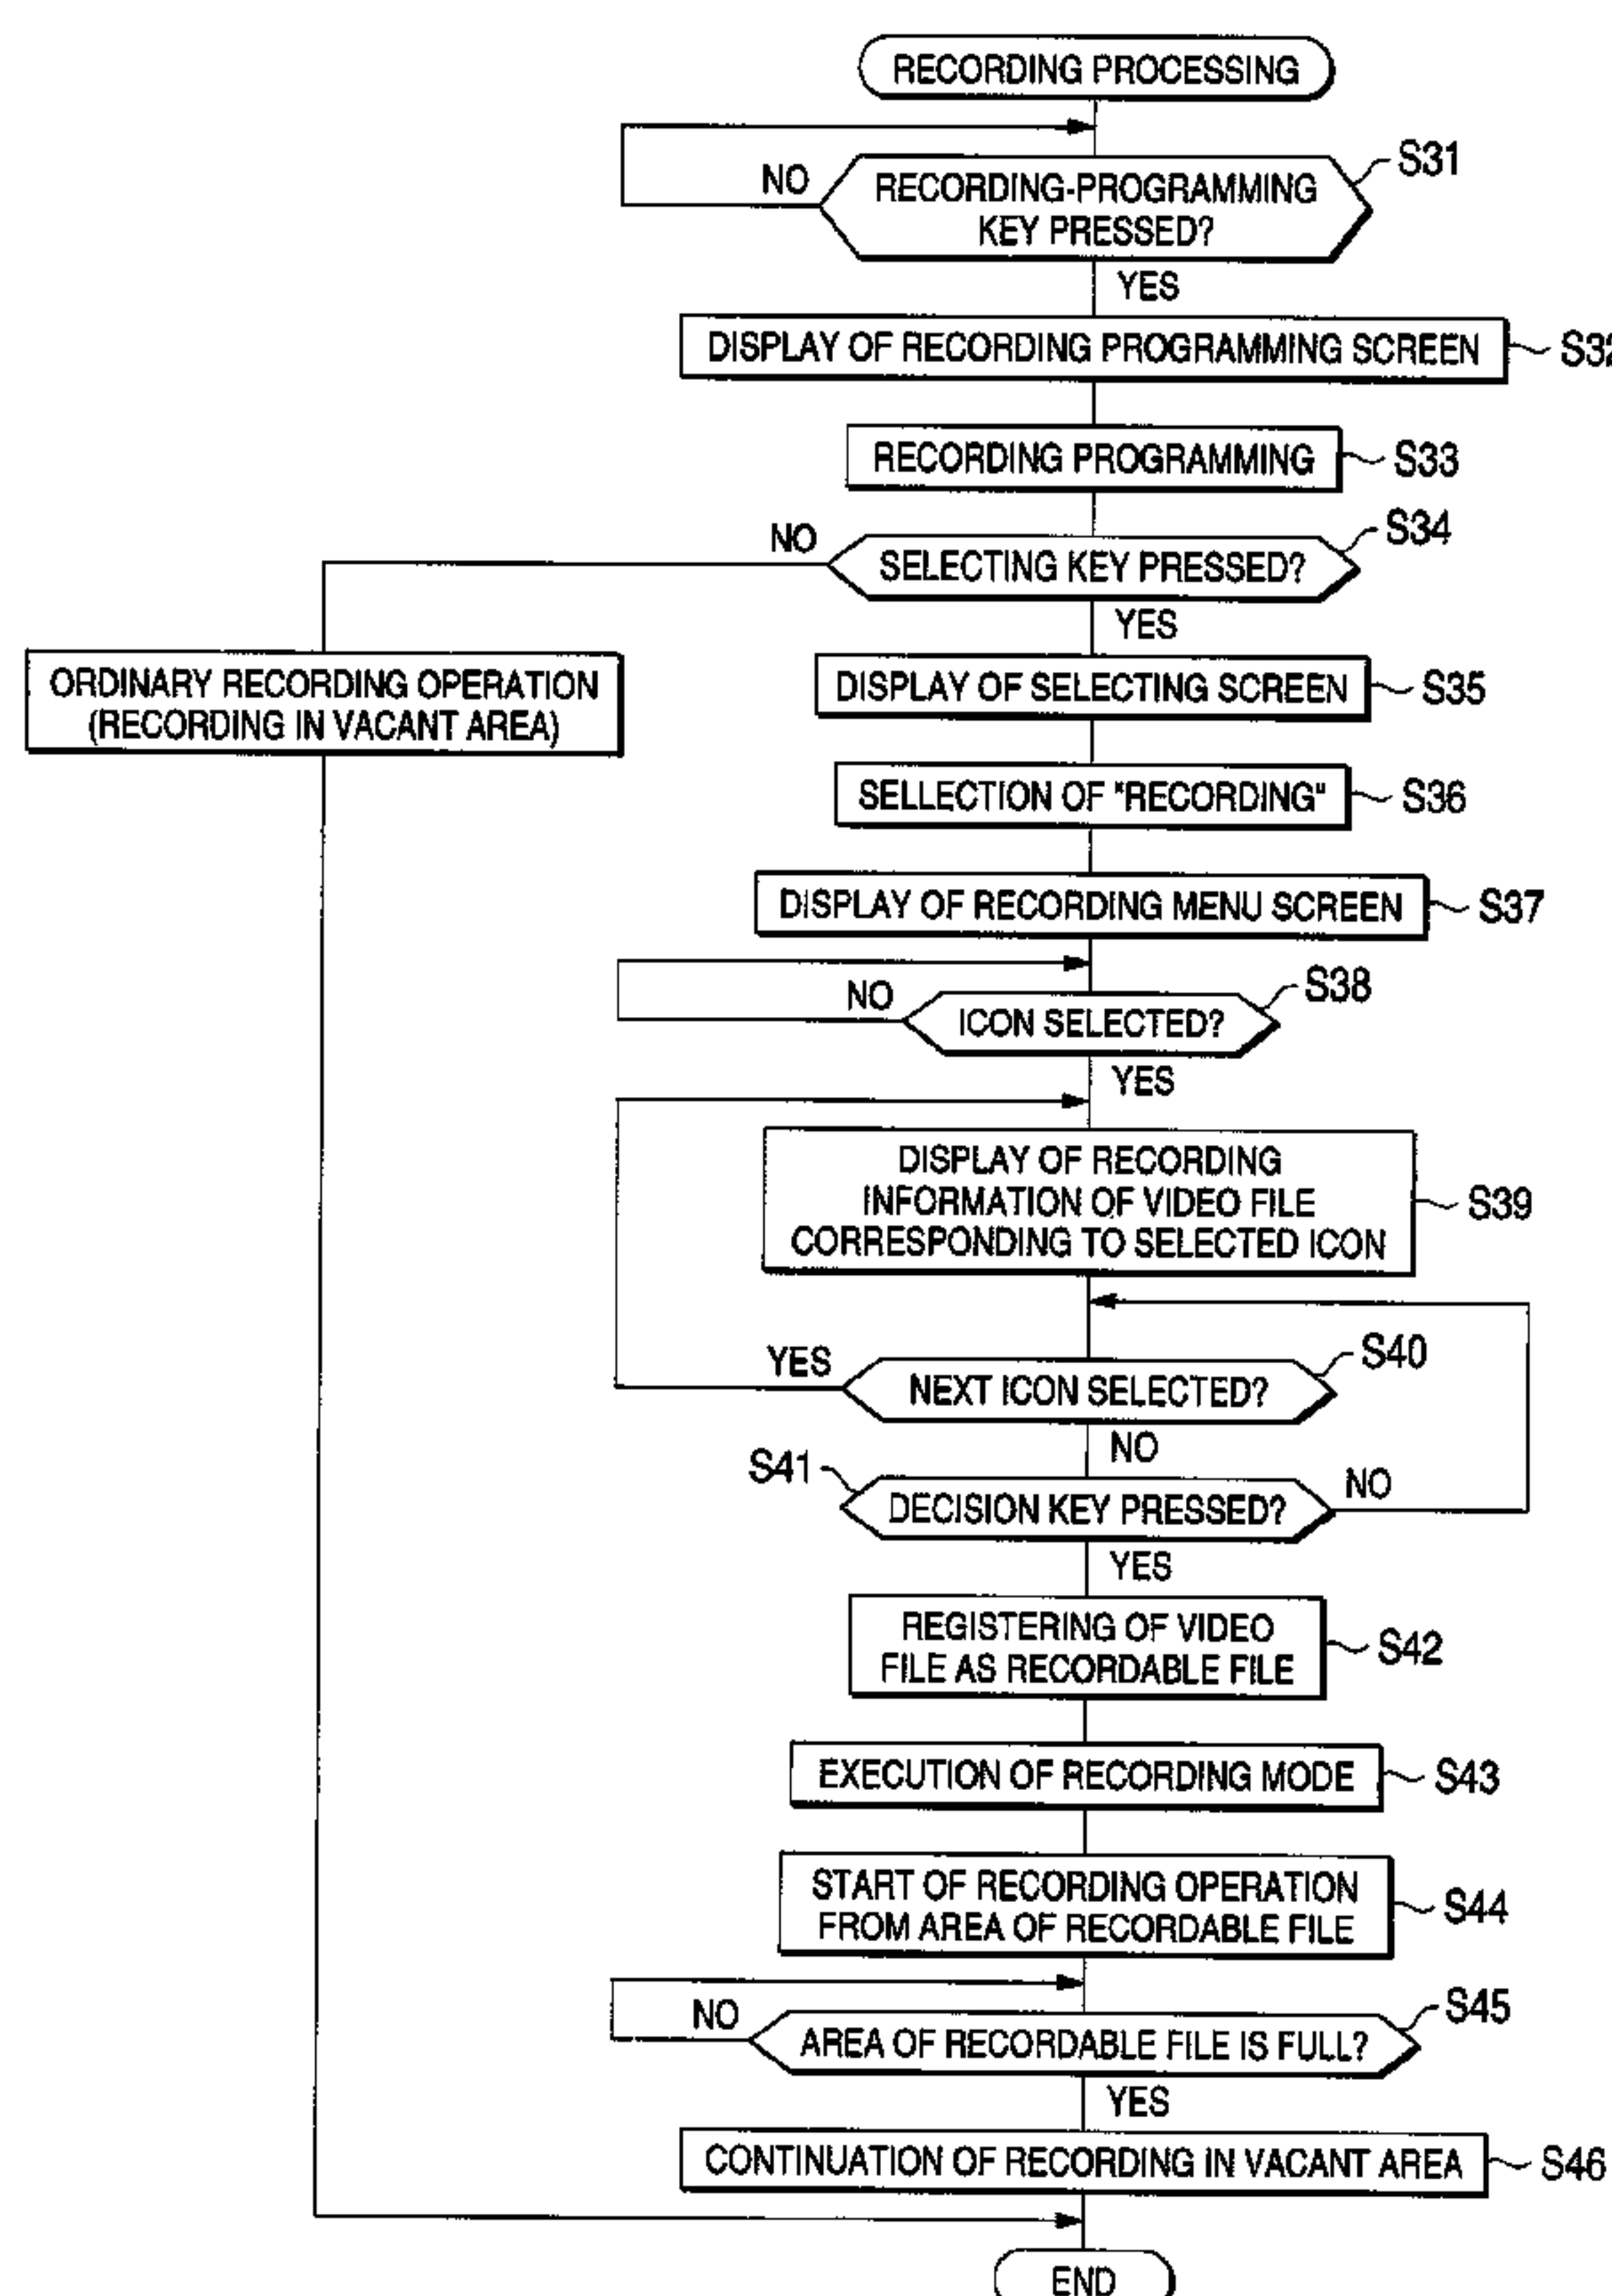 RECORDING PROCESSING
S31
NO
RECORDING-PROGRAMMING
KEY PRESSED?
YES
DISPLAY OF RECORDING PROGRAMMING SCREEN
S32
RECORDING PROGRAMMING
S33
NO
S34
SELECTING KEY PRESSED?
YES
ORDINARY RECORDING OPERATION
(RECORDING IN VACANT AREA)
DISPLAY OF SELECTING SCREEN
S35
SELLECTION OF "RECORDING"
S36
DISPLAY OF RECORDING MENU SCREEN
S37
NO
S38
ICON SELECTED?
YES
DISPLAY OF RECORDING
INFORMATION OF VIDEO FILE
CORRESPONDING TO SELECTED ICON
S39
YES
S40
NEXT ICON SELECTED?
NO
S41
DECISION KEY PRESSED?
NO
YES
REGISTERING OF VIDEO
FILE AS RECORDABLE FILE
S42
EXECUTION OF RECORDING MODE
S43
START OF RECORDING OPERATION
FROM AREA OF RECORDABLE FILE
S44
NO
S45
AREA OF RECORDABLE FILE IS FULL?
YES
CONTINUATION OF RECORDING IN VACANT AREA
S46
END